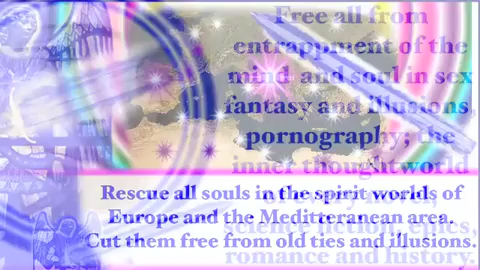 Free all from
entrapment of the
mind and soul in sex
fantasy and illusions,
pornography; the
inner thoughtworld
Rescue all souls in the spirit worlds of
Europe and the Meditteranean area.
Cut them free from old ties and illusions.
science fiction, epics,
romance and history.